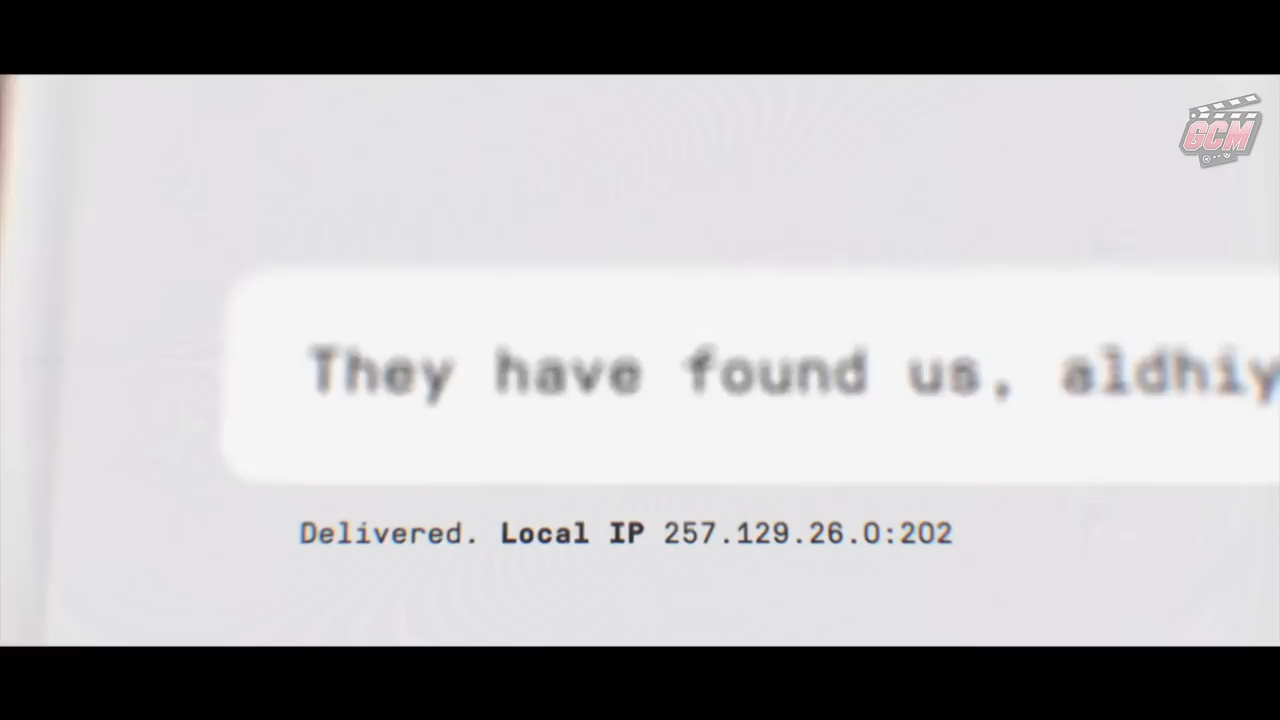 GCM
They have found us, aldhiy
Delivered. Local IP 257.129.26.0:202